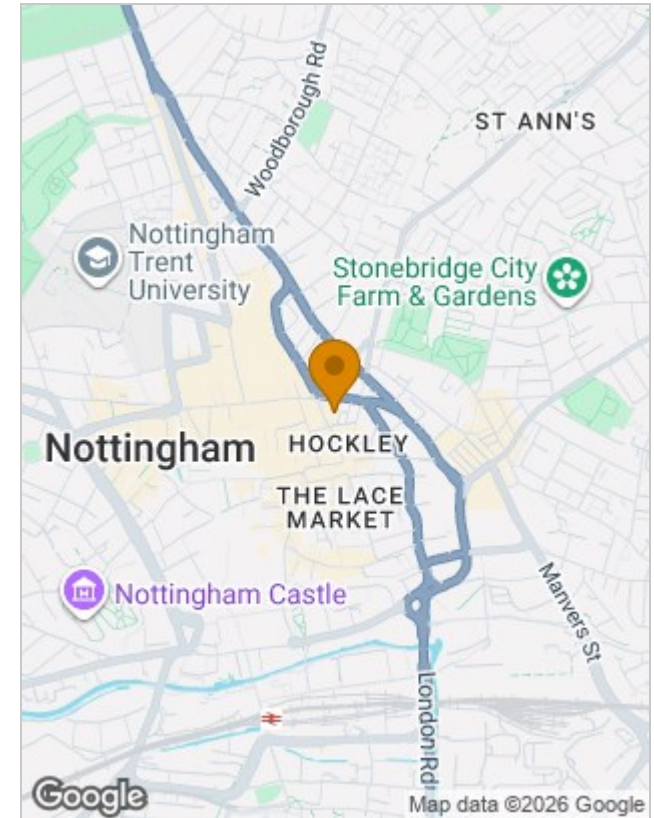 Woodborough Rd
ST ANN'S
Nottingham
Trent
University
Stonebridge City
Farm & Gardens
Nottingham
HOCKLEY
THE LACE
MARKET
Nottingham Castle
Manvers St
London Rd
Google
Map data ©2026 Google